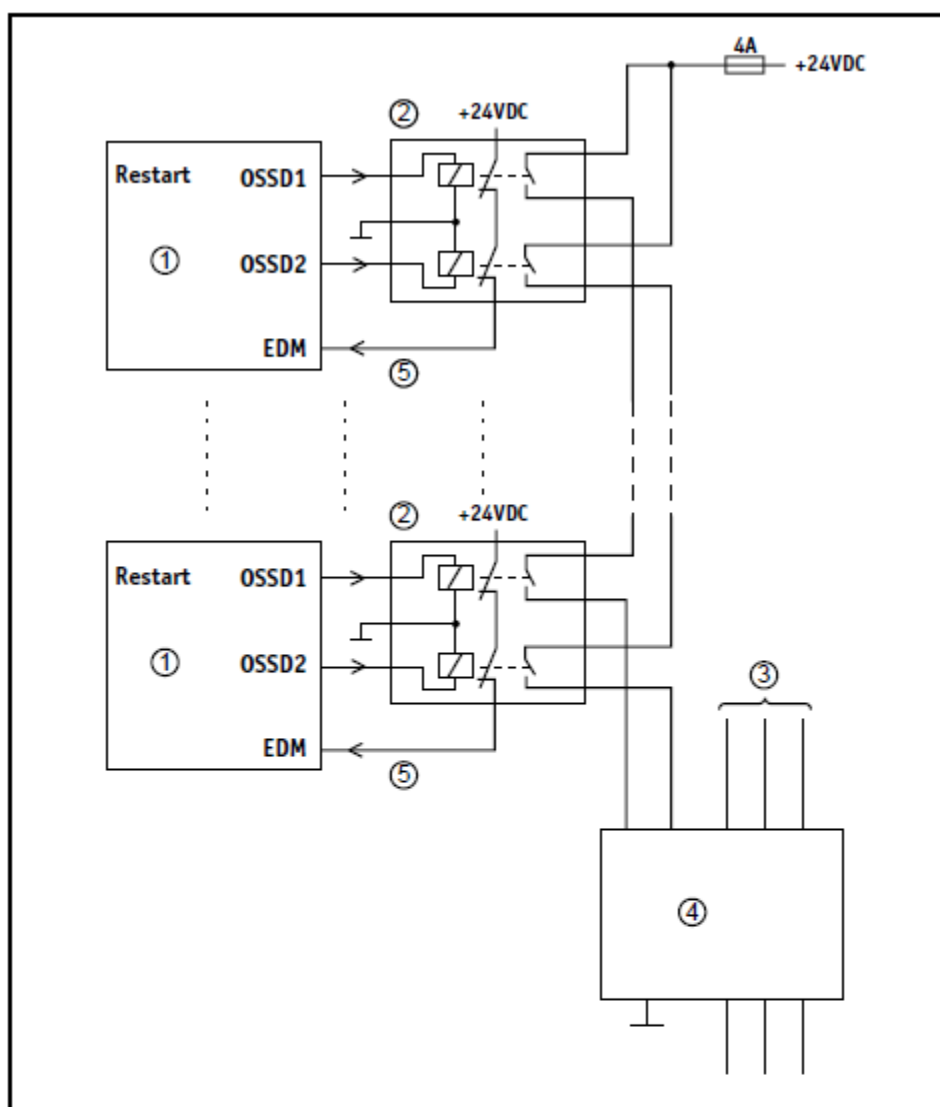 4A
+24VDC
② +24VDC
Restart OSSD1
① OSSD2
EDM
⑤
② +24VDC
Restart OSSD1
① OSSD2
③
EDM
⑤
④